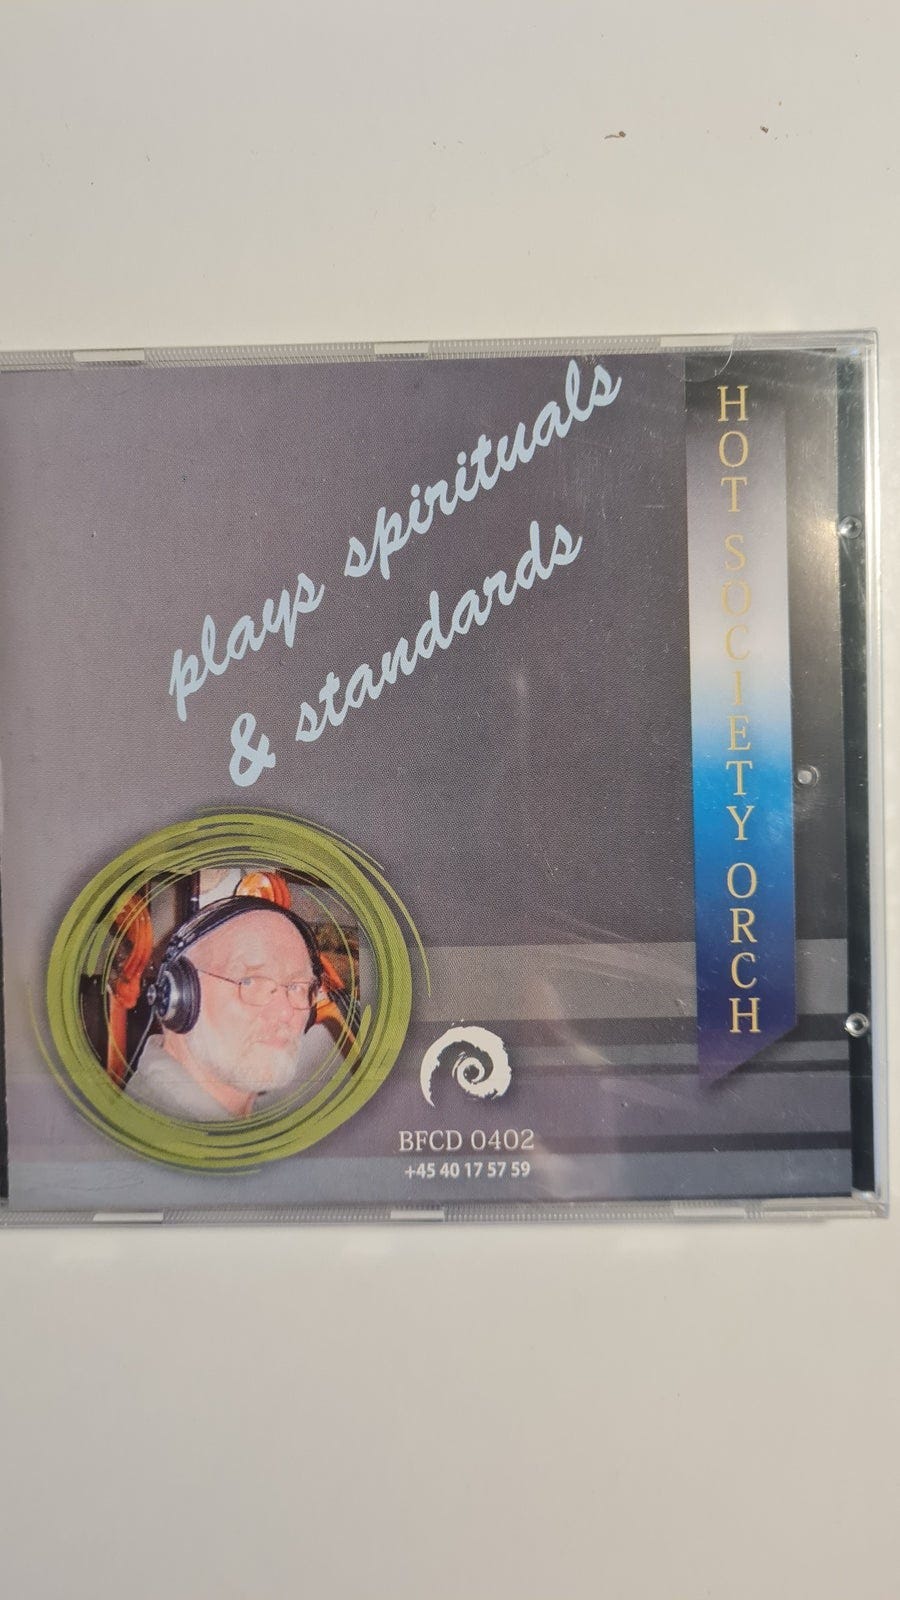 plays spirituals
& standards
HOT SOCIETY ORCH
BFCD 0402
+45 40 17 57 59